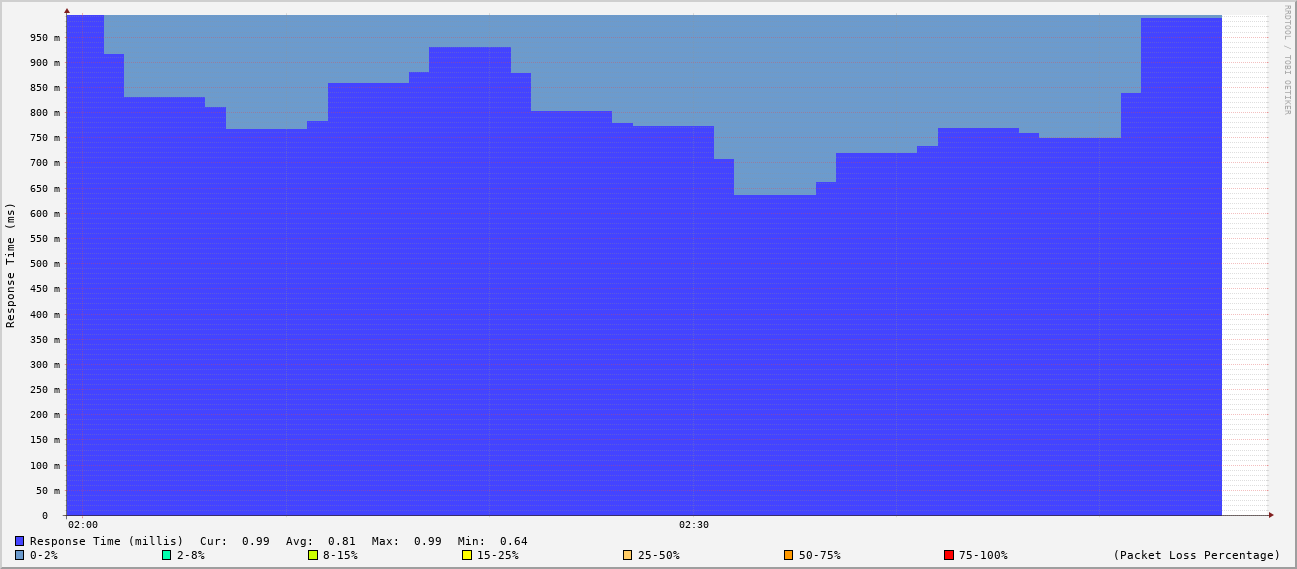 RRDTOOL / TOBI OETIKER
Response Time (ms)
950 m
900 m
850 m
800 m
750 m
700 m
650 m
600 m
550 m
500 m
450 m
400 m
350 m
300 m
250 m
200 m
150 m
100 m
50 m
0
02:00 02:30
Response Time (millis) Cur: 0.99 Avg: 0.81 Max: 0.99 Min: 0.64
0-2% 2-8% 8-15% 15-25% 25-50% 50-75% 75-100% (Packet Loss Percentage)